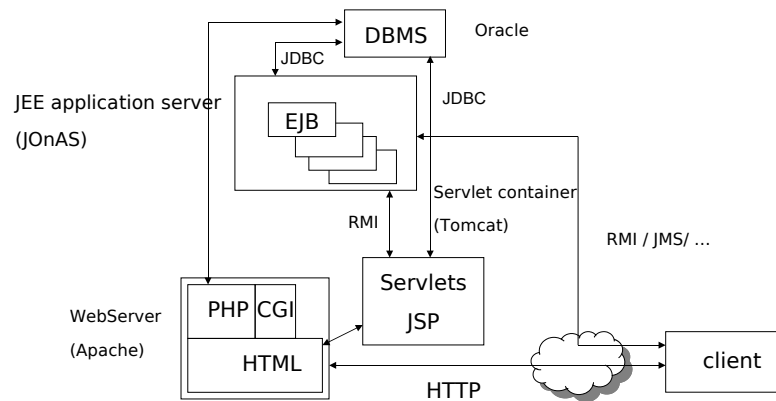 DBMS
Oracle
JDBC
JEE application server
(JOnAS)
JDBC
EJB
Servlet container
(Tomcat)
RMI
RMI / JMS/ ...
Servlets
JSP
WebServer
(Apache)
PHP
CGI
HTML
HTTP
client